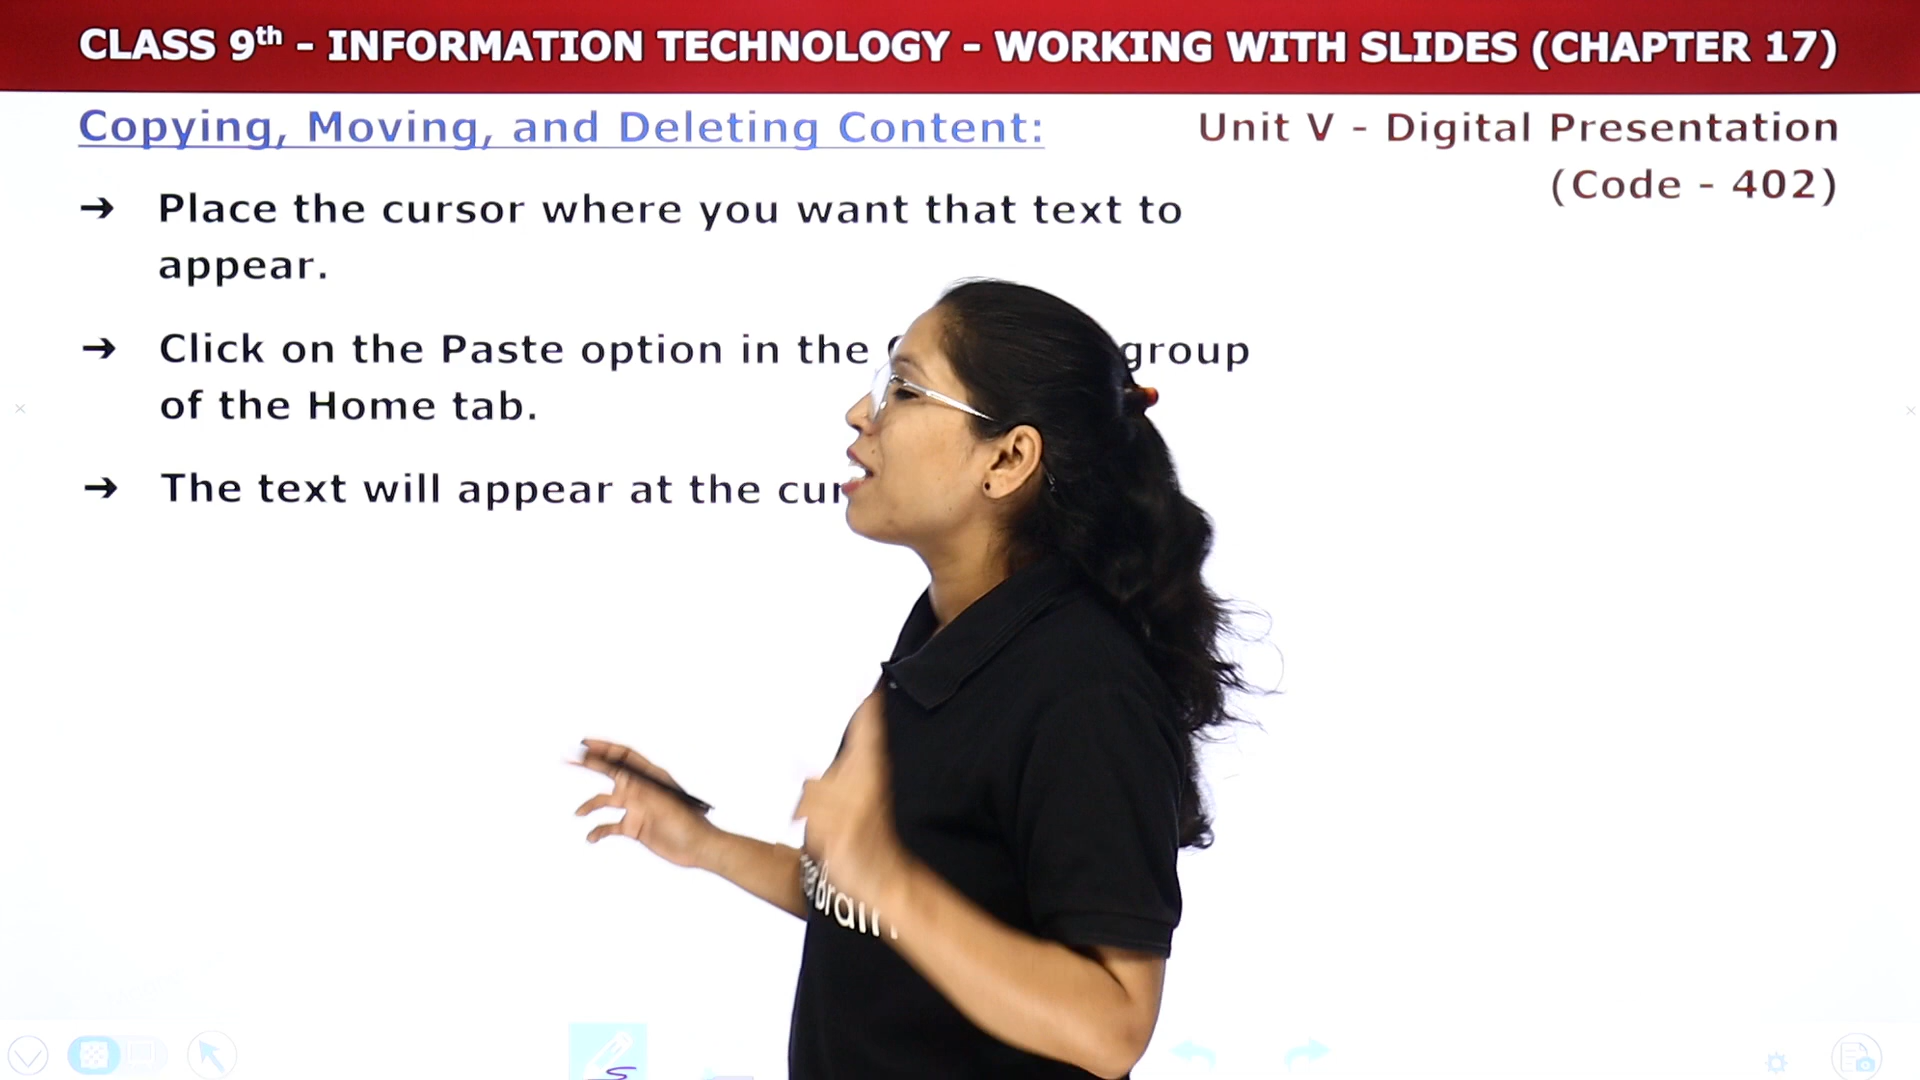 CLASS 9th - INFORMATION TECHNOLOGY - WORKING WITH SLIDES (CHAPTER 17)
Copying, Moving, and Deleting Content:
Unit V - Digital Presentation
(Code - 402)
➔ Place the cursor where you want that text to
appear.
➔ Click on the Paste option in the group
of the Home tab.
➔ The text will appear at the
Brain